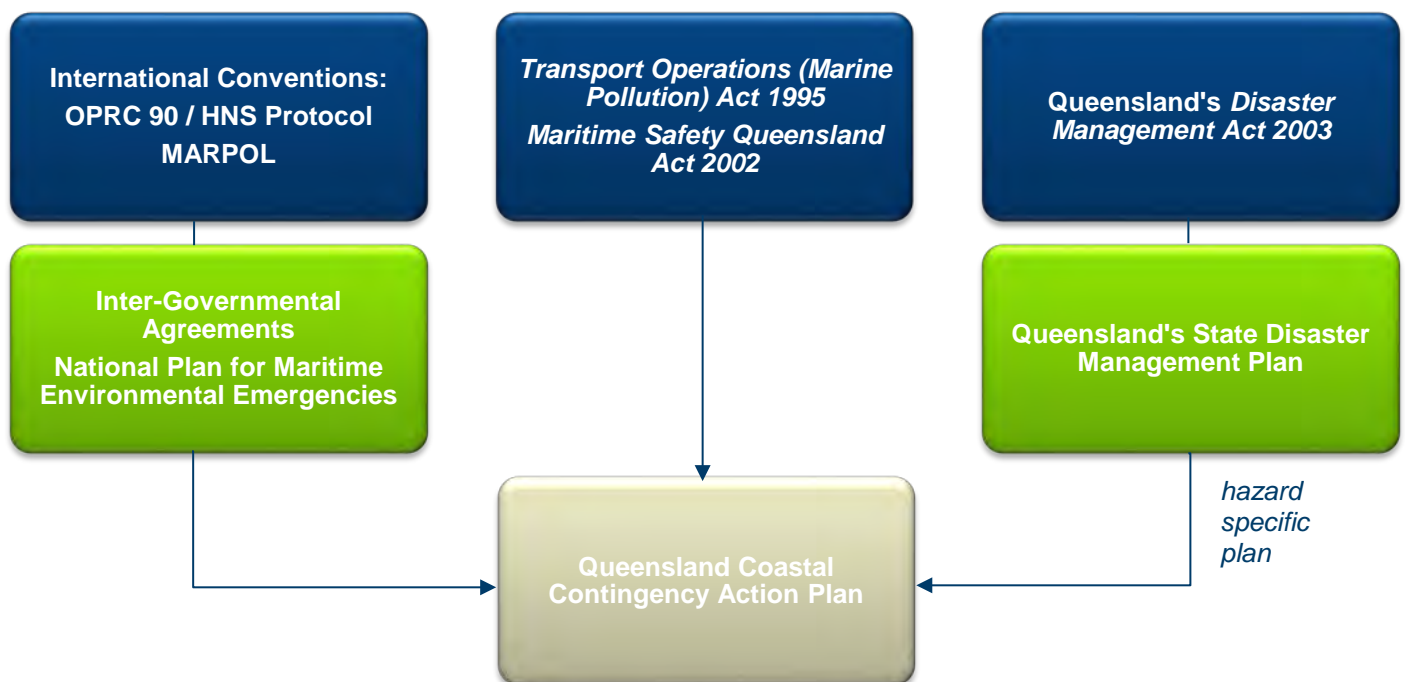 International Conventions:
OPRC 90 / HNS Protocol
MARPOL
Transport Operations (Marine
Pollution) Act 1995
Maritime Safety Queensland
Act 2002
Queensland's Disaster
Management Act 2003
Inter-Governmental
Agreements
National Plan for Maritime
Environmental Emergencies
Queensland's State Disaster
Management Plan
hazard
specific
plan
Queensland Coastal
Contingency Action Plan